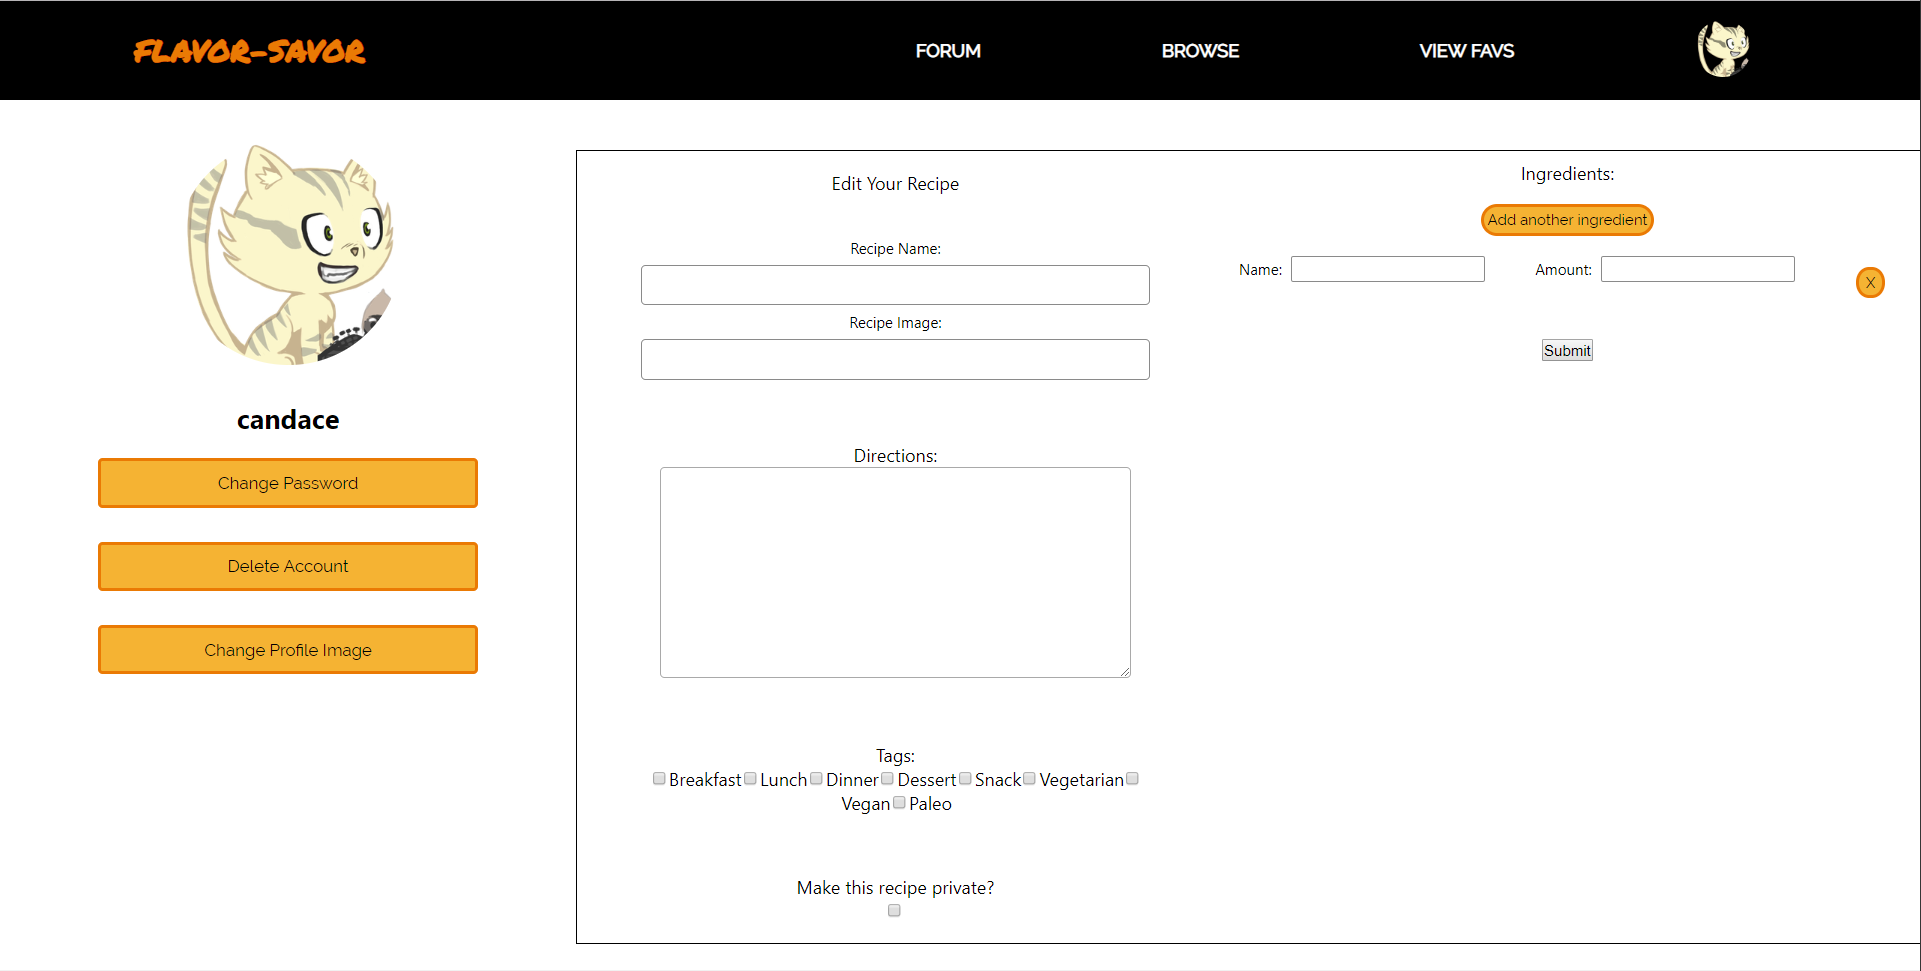 FLAVOR-SAVOR
FORUM
BROWSE
VIEW FAVS
candace
Change Password
Delete Account
Change Profile Image
Edit Your Recipe
Recipe Name:
Recipe Image:
Directions:
Tags:
Breakfast Lunch Dinner Dessert Snack Vegetarian
Vegan Paleo
Make this recipe private?
Ingredients:
Add another ingredient
Name: Amount: X
Submit